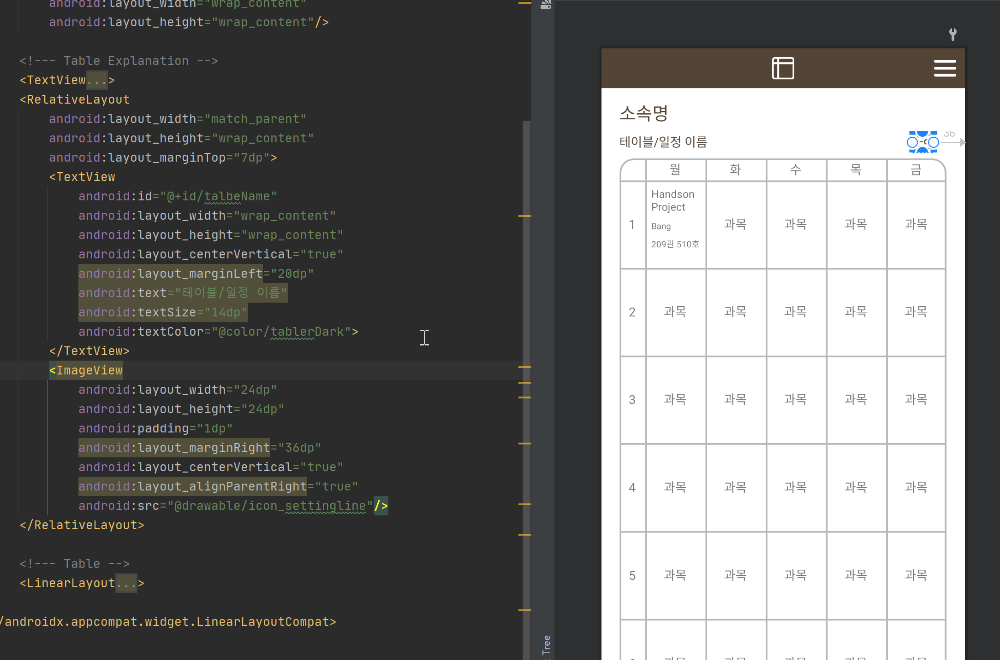 android:layout_width="wrap_content"
android:layout_height="wrap_content"/>
<!--- Table Explanation -->
<TextView...>
<RelativeLayout
android:layout_width="match_parent"
android:layout_height="wrap_content"
android:layout_marginTop="7dp">
<TextView
android:id="@+id/talbeName"
android:layout_width="wrap_content"
android:layout_height="wrap_content"
android:layout_centerVertical="true"
android:layout_marginLeft="20dp"
android:text="테이블/일정 이름"
android:textSize="14dp"
android:textColor="@color/tablerDark">
</TextView>
<ImageView
android:layout_width="24dp"
android:layout_height="24dp"
android:padding="1dp"
android:layout_marginRight="36dp"
android:layout_centerVertical="true"
android:layout_alignParentRight="true"
android:src="@drawable/icon_settingline"/>
</RelativeLayout>
<!--- Table -->
<LinearLayout...>
/androidx.appcompat.widget.LinearLayoutCompat>
Tree
소속명
테이블/일정 이름
36
월 화 수 목 금
Handson
Project
Bang
209관 510호
1 과목 과목 과목 과목
2 과목 과목 과목 과목 과목
3 과목 과목 과목 과목 과목
4 과목 과목 과목 과목 과목
5 과목 과목 과목 과목 과목